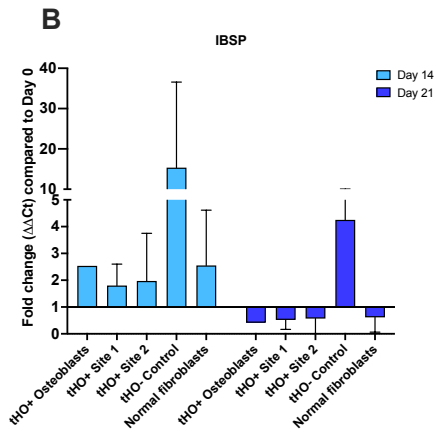 B
IBSP
Day 14
Day 21
Fold change (ΔΔCt) compared to Day 0
40
30
20
10
5
4
3
2
1
0
tHO+ Osteoblasts
tHO+ Site 1
tHO+ Site 2
tHO- Control
Normal fibroblasts
tHO+ Osteoblasts
tHO+ Site 1
tHO+ Site 2
tHO- Control
Normal fibroblasts